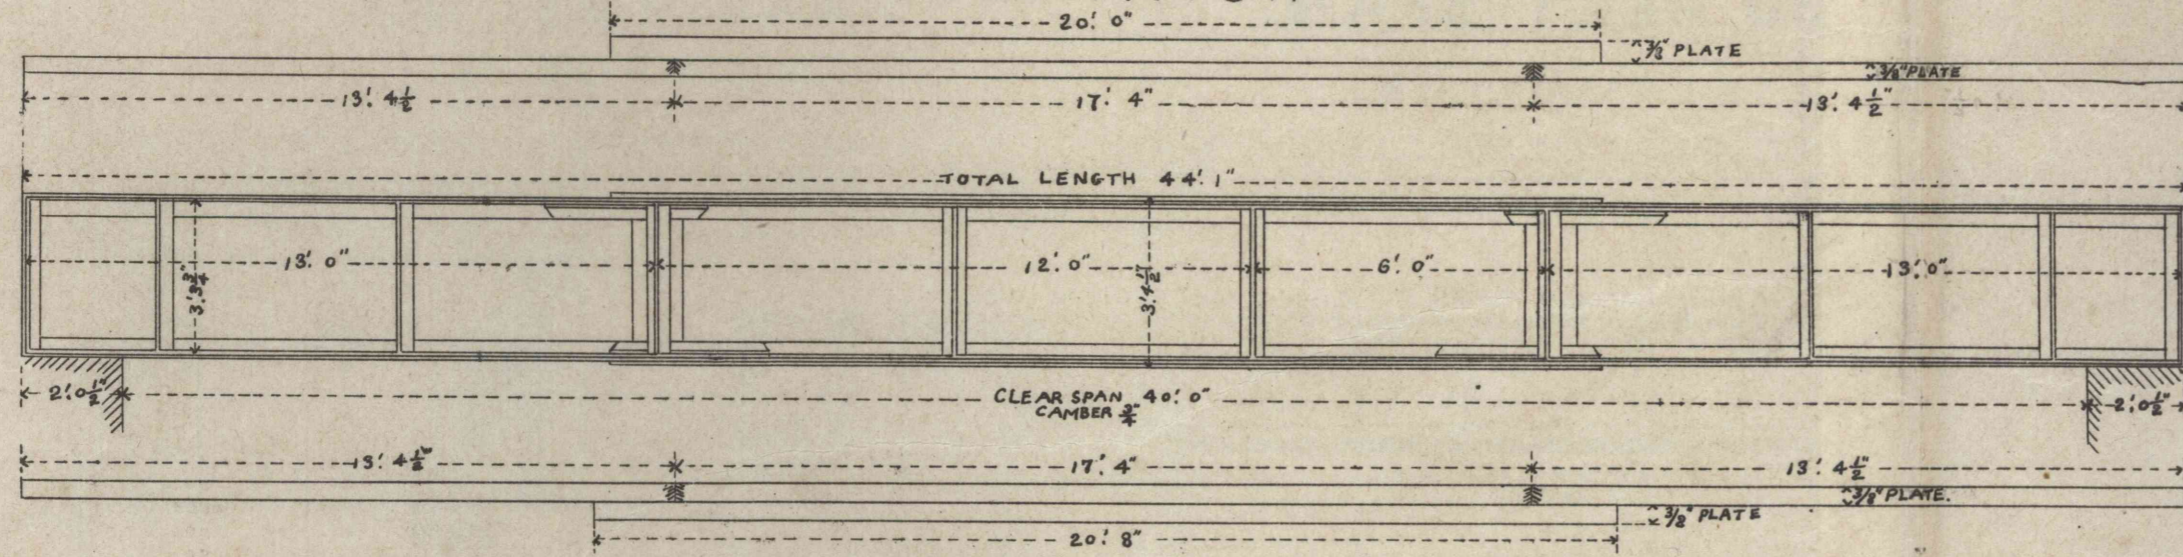 20'. 0"
3/8" PLATE
3/8" PLATE
13'. 4 1/2
17'. 4"
13'. 4 1/2"
TOTAL LENGTH 44'. 1"
13'. 0"
3'. 3 3/4"
12'. 0"
3'. 4 1/2"
6'. 0"
13'. 0"
2'. 0 1/2"
CLEAR SPAN 40'. 0"
CAMBER 3/4"
2'. 0 1/2"
13'. 4 1/2"
17'. 4"
13'. 4 1/2"
3/8" PLATE.
3/8" PLATE
20'. 8"